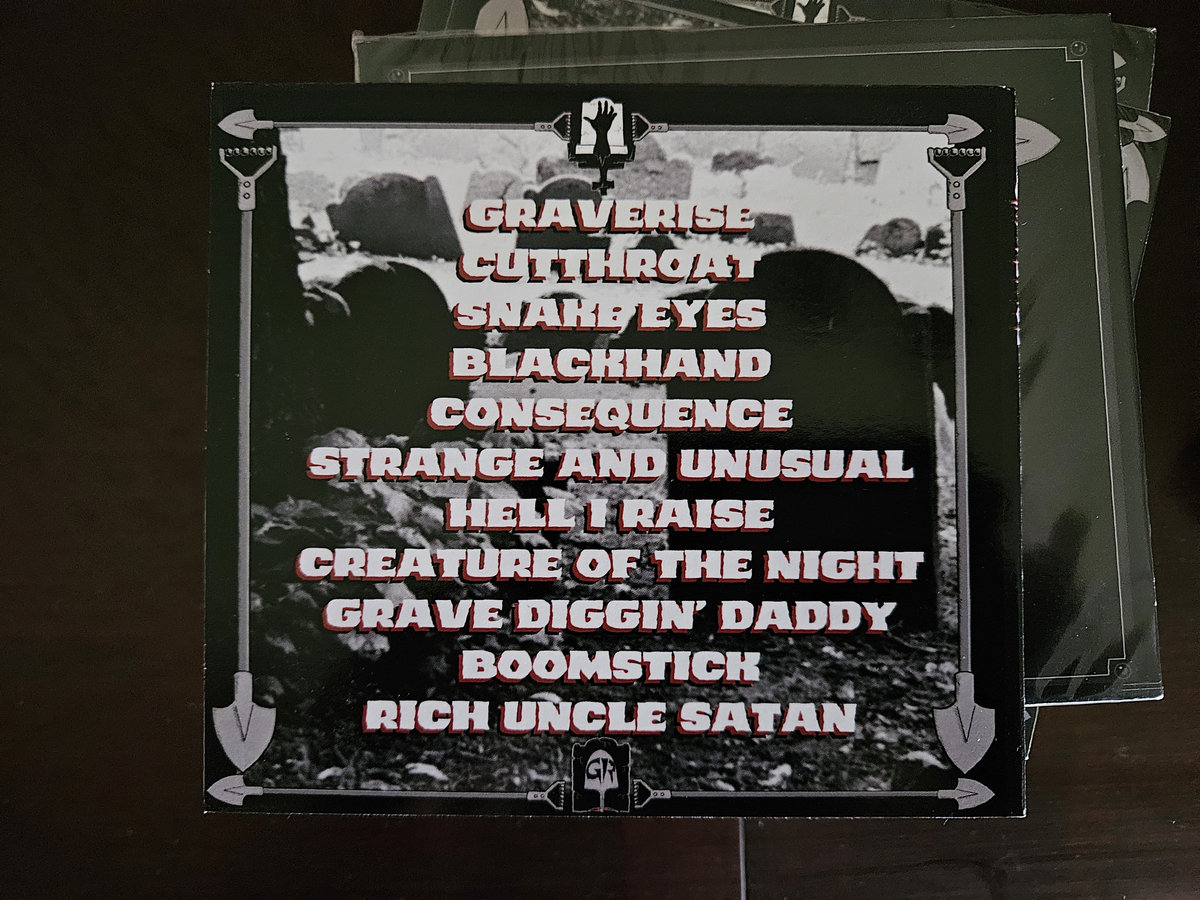 GRAVERISE
CUTTHROAT
SNAKE EYES
BLACKHAND
CONSEQUENCE
STRANGE AND UNUSUAL
HELL I RAISE
CREATURE OF THE NIGHT
GRAVE DIGGIN' DADDY
BOOMSTICK
RICH UNCLE SATAN
GR